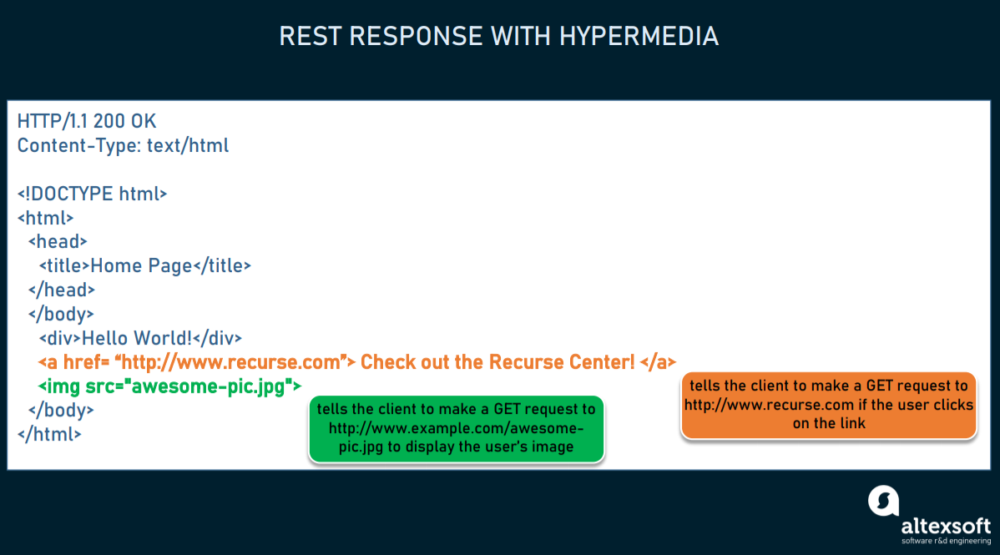 REST RESPONSE WITH HYPERMEDIA
HTTP/1.1 200 OK
Content-Type: text/html
<!DOCTYPE html>
<html>
<head>
<title>Home Page</title>
</head>
</body>
<div>Hello World!</div>
<a href= “http://www.recurse.com”> Check out the Recurse Center! </a>
<img src="awesome-pic.jpg">
</body>
</html>
tells the client to make a GET request to
http://www.example.com/awesome-
pic.jpg to display the user’s image
tells the client to make a GET request to
http://www.recurse.com if the user clicks
on the link
altexsoft
software r&d engineering